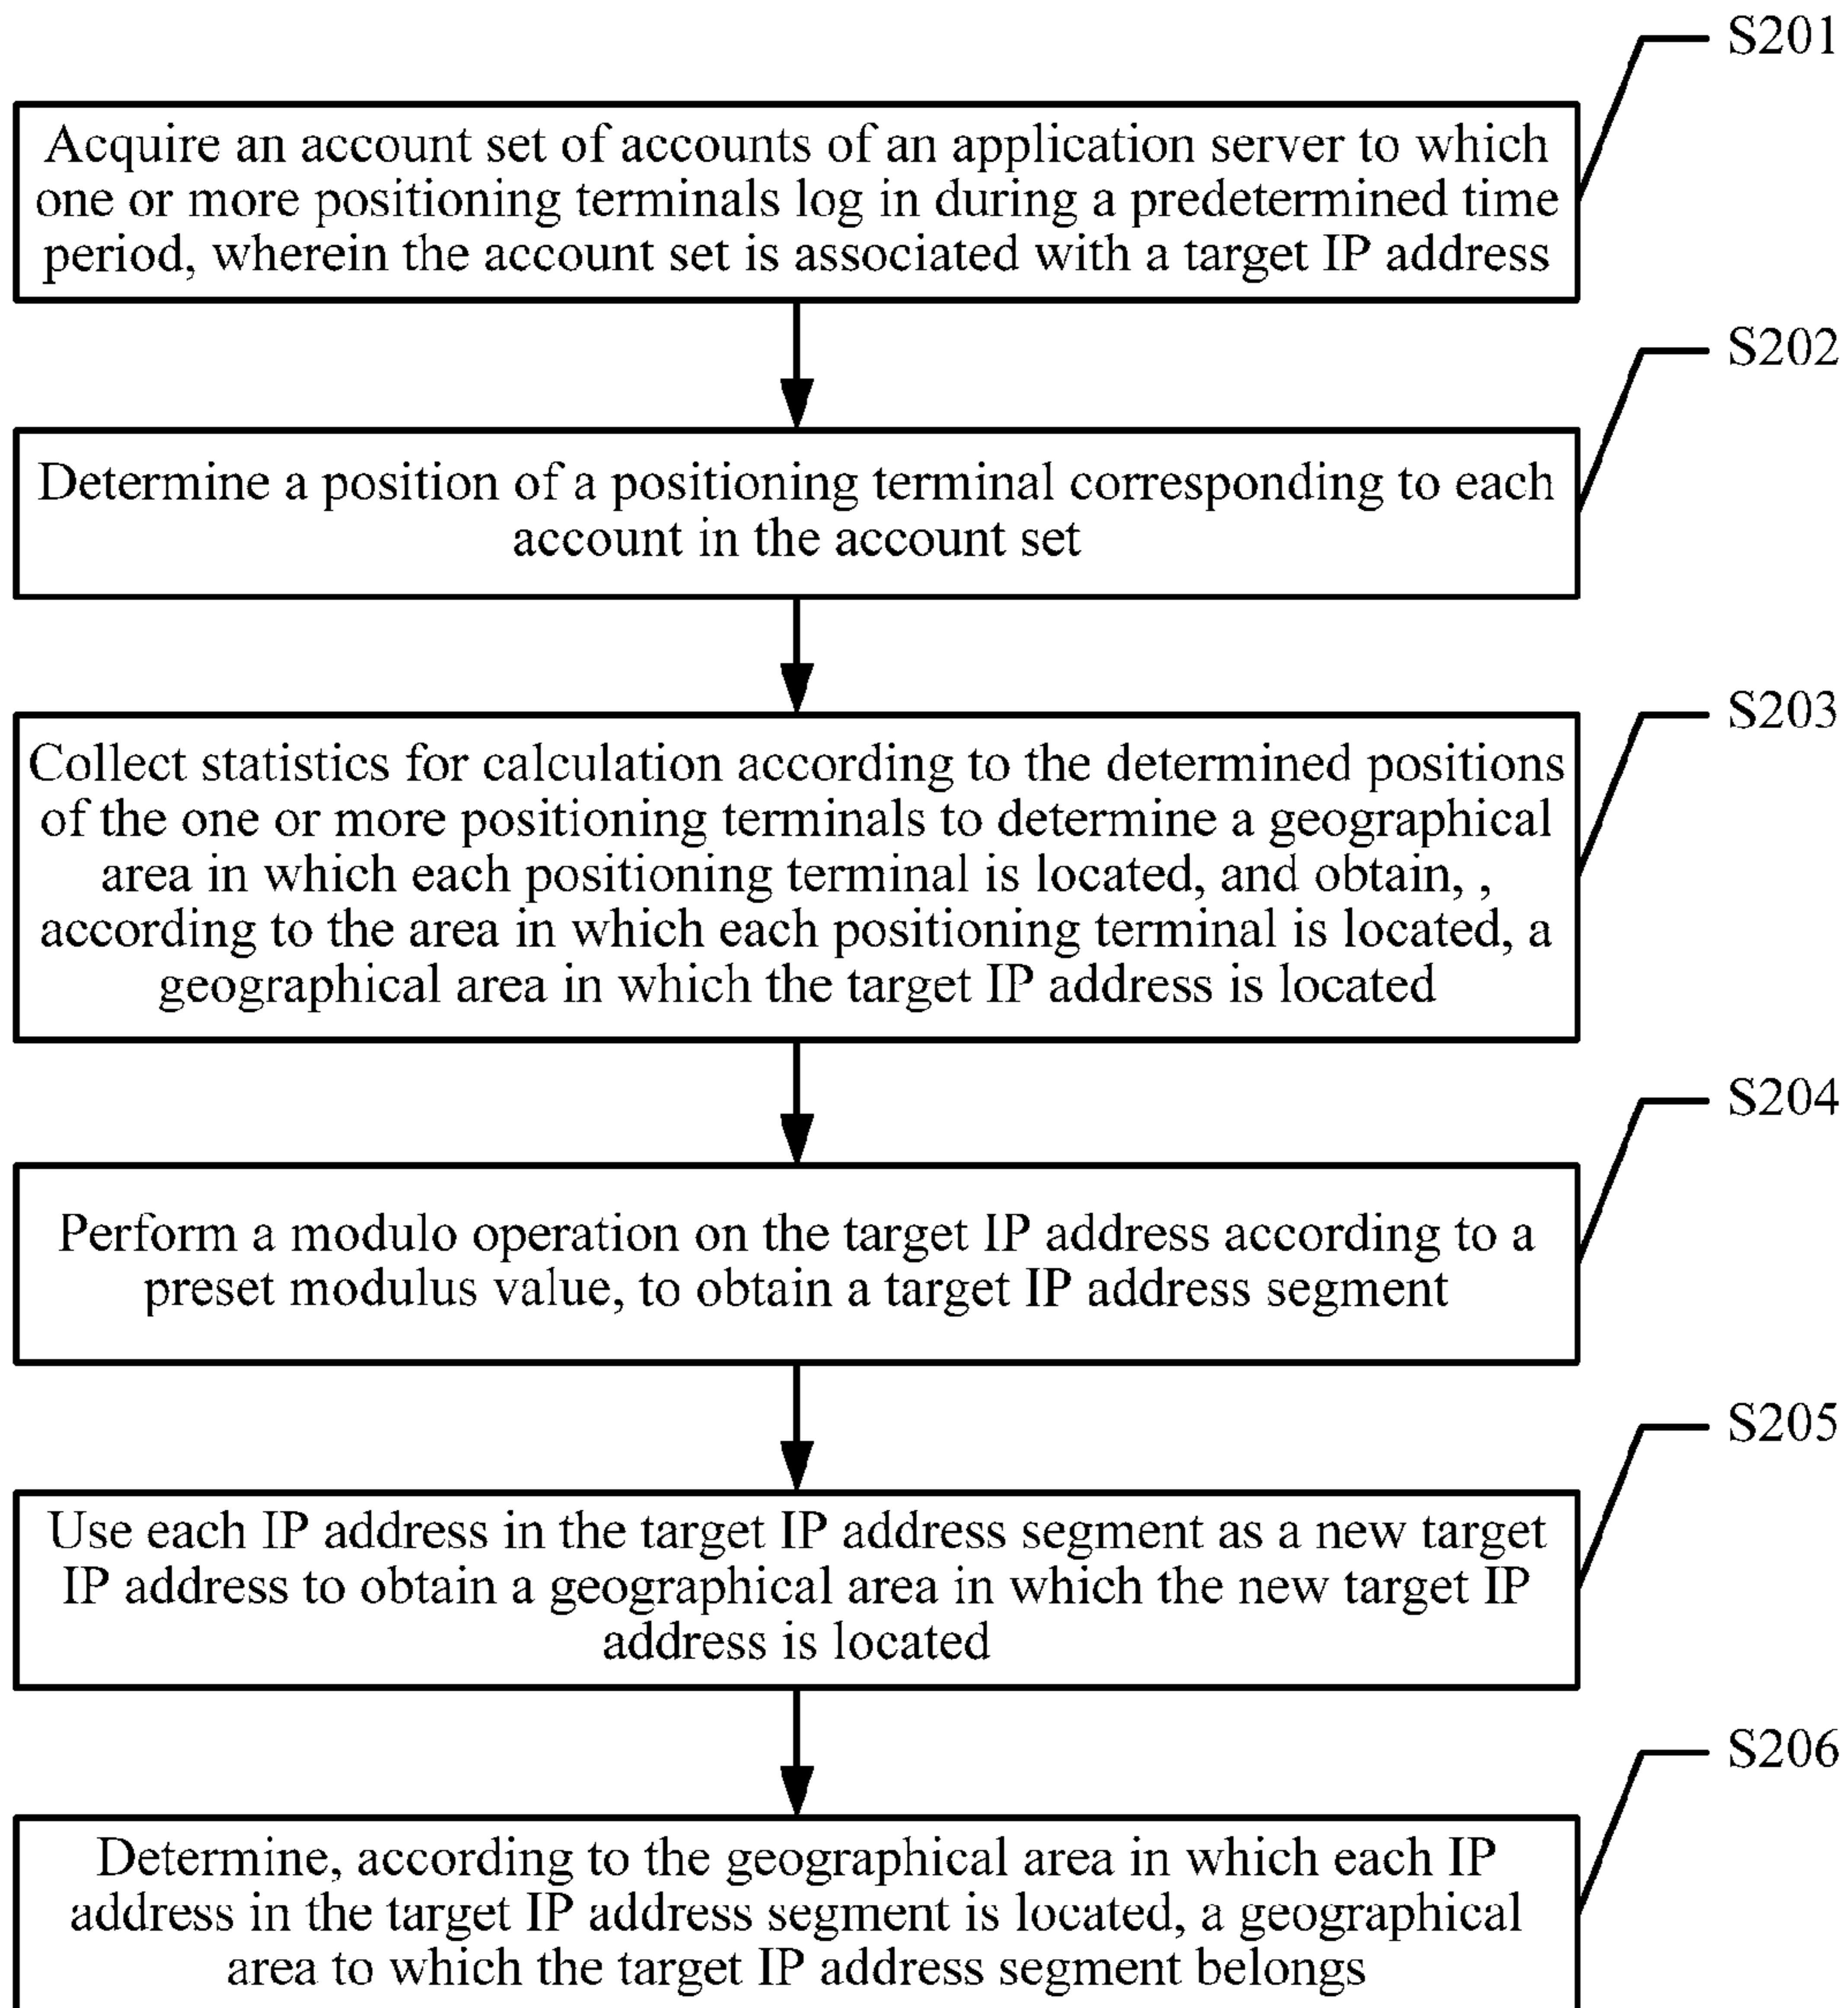 S201
Acquire an account set of accounts of an application server to which
one or more positioning terminals log in during a predetermined time
period, wherein the account set is associated with a target IP address
S202
Determine a position of a positioning terminal corresponding to each
account in the account set
S203
Collect statistics for calculation according to the determined positions
of the one or more positioning terminals to determine a geographical
area in which each positioning terminal is located, and obtain, ,
according to the area in which each positioning terminal is located, a
geographical area in which the target IP address is located
S204
Perform a modulo operation on the target IP address according to a
preset modulus value, to obtain a target IP address segment
S205
Use each IP address in the target IP address segment as a new target
IP address to obtain a geographical area in which the new target IP
address is located
S206
Determine, according to the geographical area in which each IP
address in the target IP address segment is located, a geographical
area to which the target IP address segment belongs